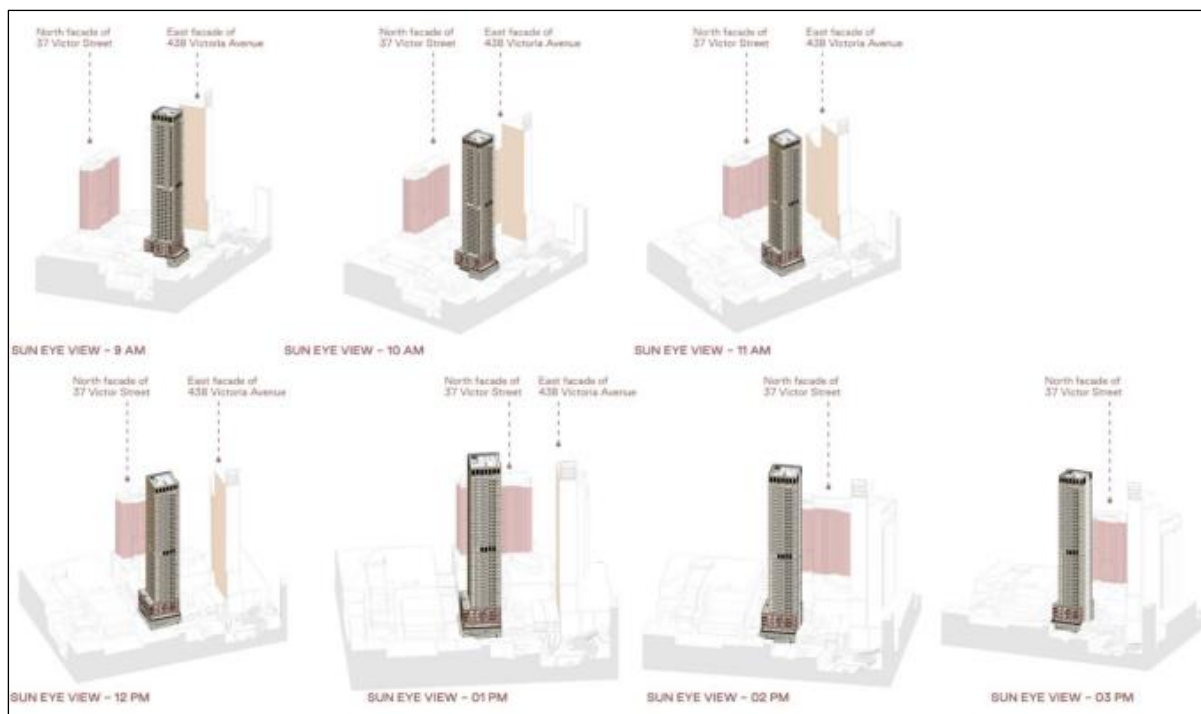 North facade of
37 Victor Street
East facade of
438 Victoria Avenue
North facade of
37 Victor Street
East facade of
438 Victoria Avenue
North facade of
37 Victor Street
East facade of
438 Victoria Avenue
SUN EYE VIEW – 9 AM
SUN EYE VIEW – 10 AM
SUN EYE VIEW – 11 AM
North facade of
37 Victor Street
East facade of
438 Victoria Avenue
North facade of
37 Victor Street
East facade of
438 Victoria Avenue
North facade of
37 Victor Street
North facade of
37 Victor Street
SUN EYE VIEW – 12 PM
SUN EYE VIEW – 01 PM
SUN EYE VIEW – 02 PM
SUN EYE VIEW – 03 PM